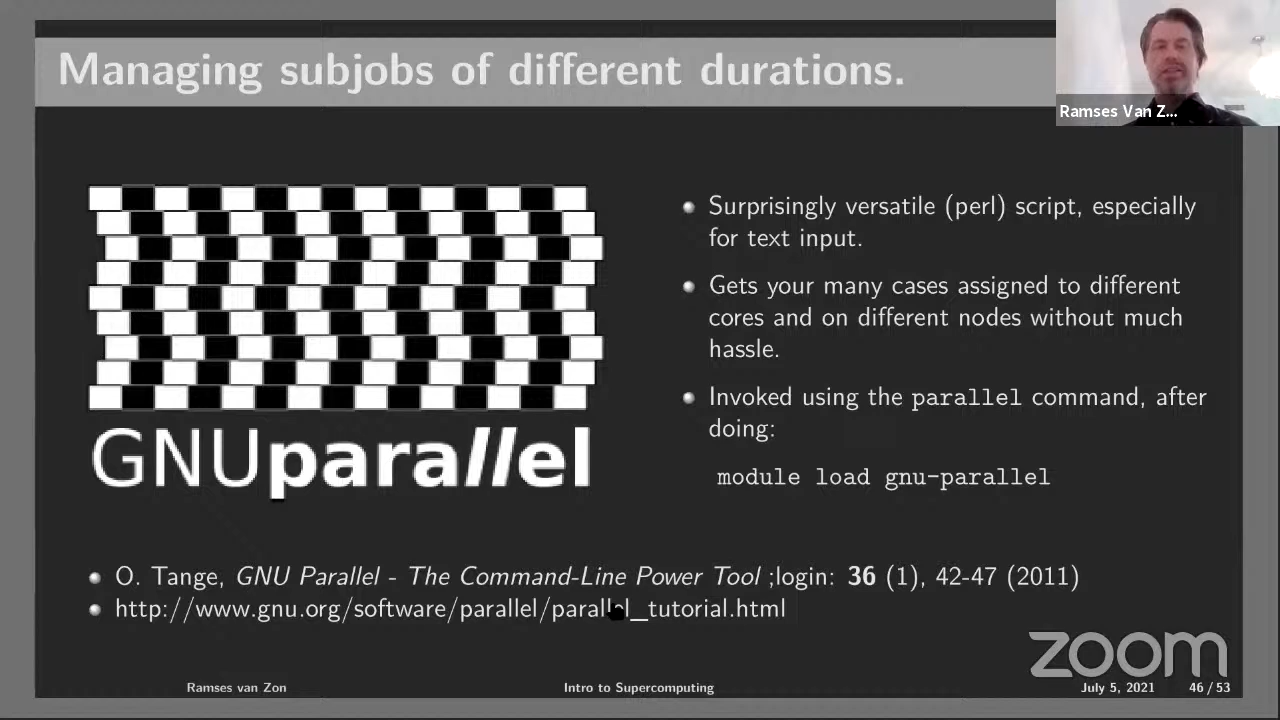 Managing subjobs of different durations.
Ramses Van Z...
Surprisingly versatile (perl) script, especially
for text input.
Gets your many cases assigned to different
cores and on different nodes without much
hassle.
Invoked using the parallel command, after
doing:
module load gnu-parallel
GNUparallel
O. Tange, GNU Parallel - The Command-Line Power Tool ;login: 36 (1), 42-47 (2011)
http://www.gnu.org/software/parallel/parallel_tutorial.html
zoom
Ramses van Zon Intro to Supercomputing July 5, 2021 46 / 53